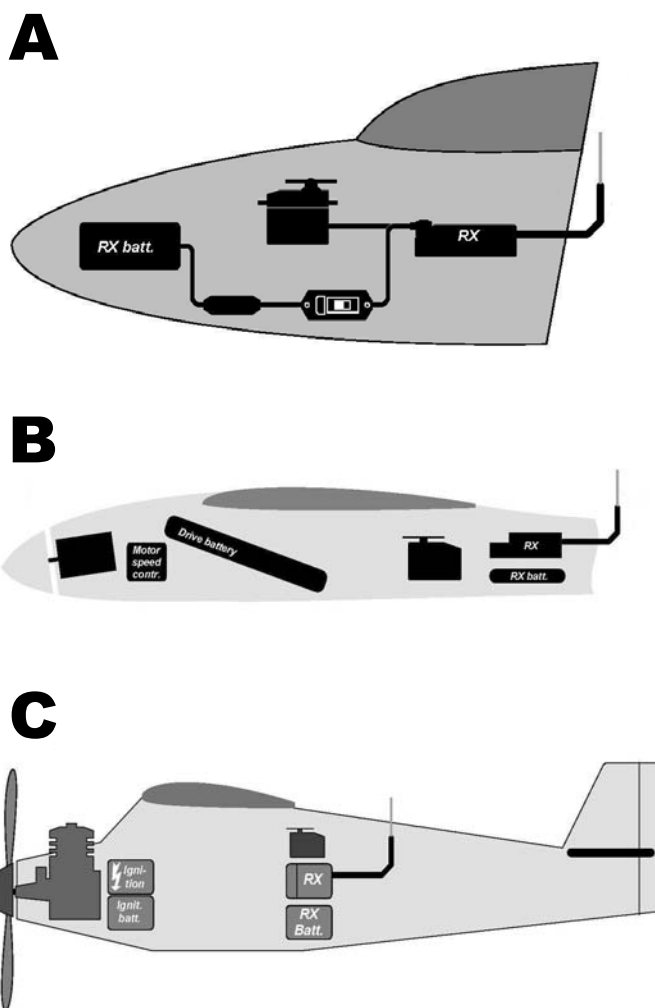 A
RX batt.
RX
B
Motor
speed
contr.
Drive battery
RX
RX batt.
C
Igni-
tion
Ignit.
batt.
RX
RX
Batt.